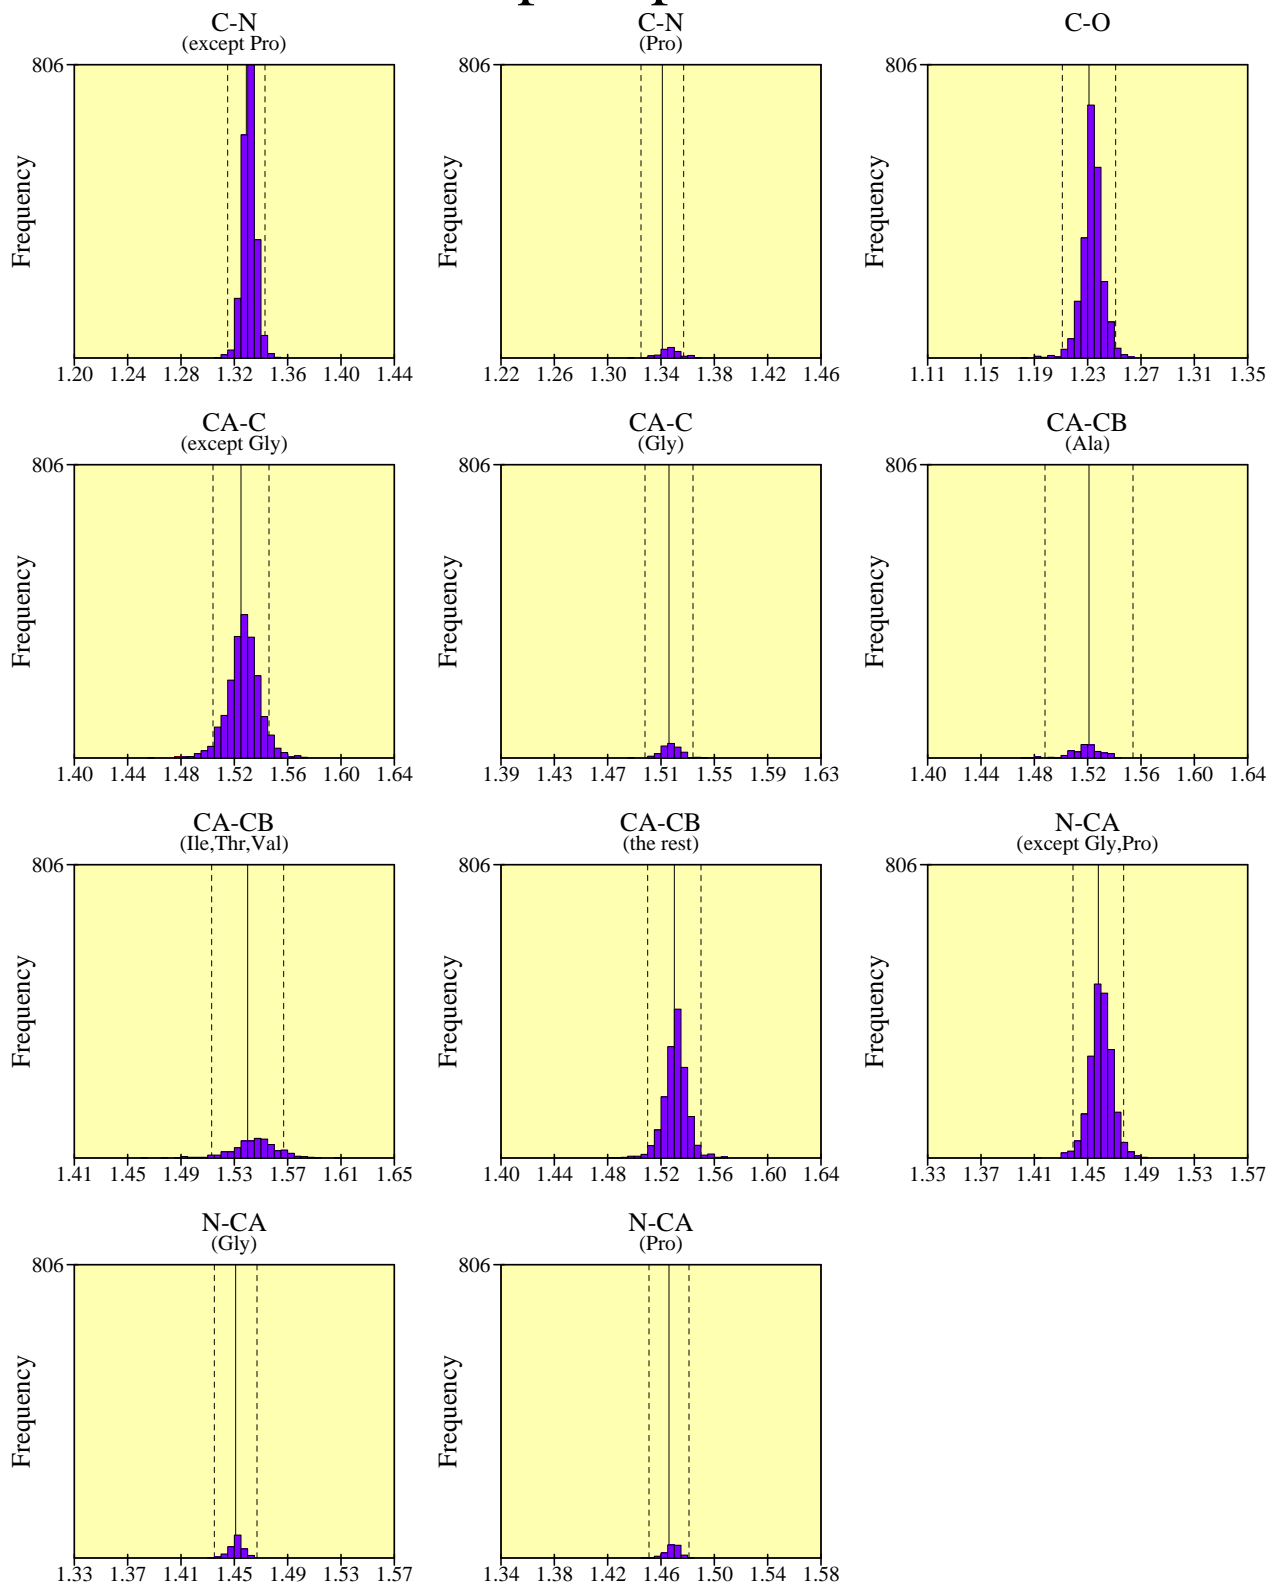 C-N
(except Pro)
806
Frequency
1.20 1.24 1.28 1.32 1.36 1.40 1.44
C-N
(Pro)
806
Frequency
1.22 1.26 1.30 1.34 1.38 1.42 1.46
C-O
806
Frequency
1.11 1.15 1.19 1.23 1.27 1.31 1.35
CA-C
(except Gly)
806
Frequency
1.40 1.44 1.48 1.52 1.56 1.60 1.64
CA-C
(Gly)
806
Frequency
1.39 1.43 1.47 1.51 1.55 1.59 1.63
CA-CB
(Ala)
806
Frequency
1.40 1.44 1.48 1.52 1.56 1.60 1.64
CA-CB
(Ile,Thr,Val)
806
Frequency
1.41 1.45 1.49 1.53 1.57 1.61 1.65
CA-CB
(the rest)
806
Frequency
1.40 1.44 1.48 1.52 1.56 1.60 1.64
N-CA
(except Gly,Pro)
806
Frequency
1.33 1.37 1.41 1.45 1.49 1.53 1.57
N-CA
(Gly)
806
Frequency
1.33 1.37 1.41 1.45 1.49 1.53 1.57
N-CA
(Pro)
806
Frequency
1.34 1.38 1.42 1.46 1.50 1.54 1.58